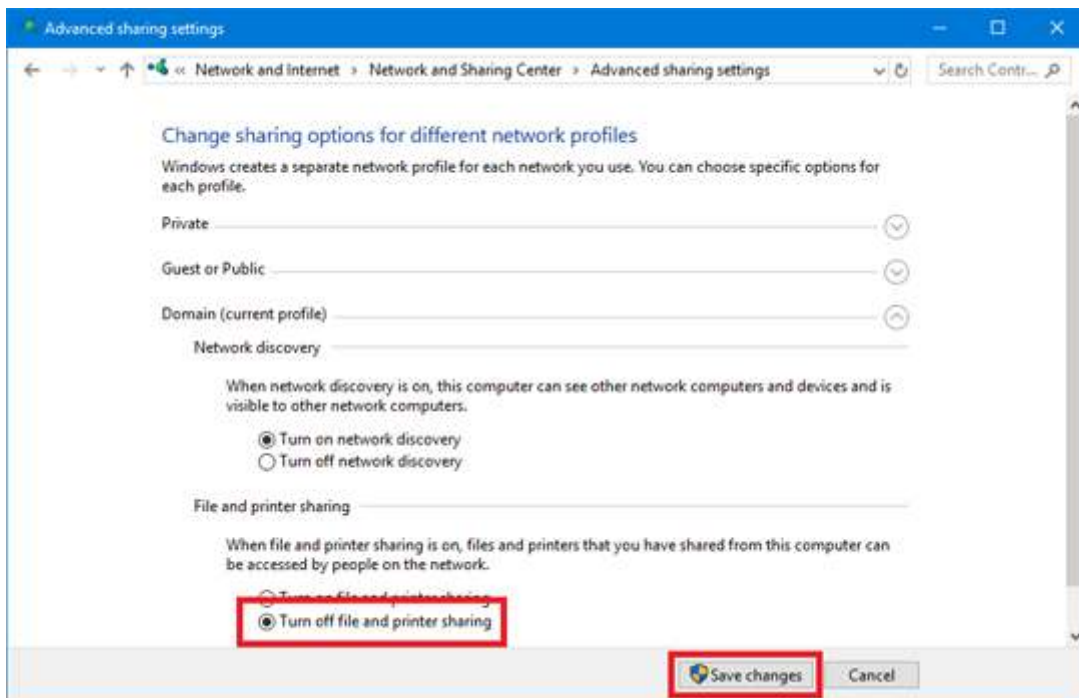 Advanced sharing settings
« Network and Internet > Network and Sharing Center > Advanced sharing settings
Search Contr...
Change sharing options for different network profiles
Windows creates a separate network profile for each network you use. You can choose specific options for
each profile.
Private
Guest or Public
Domain (current profile)
Network discovery
When network discovery is on, this computer can see other network computers and devices and is
visible to other network computers.
Turn on network discovery
Turn off network discovery
File and printer sharing
When file and printer sharing is on, files and printers that you have shared from this computer can
be accessed by people on the network.
Turn on file and printer sharing
Turn off file and printer sharing
Save changes
Cancel